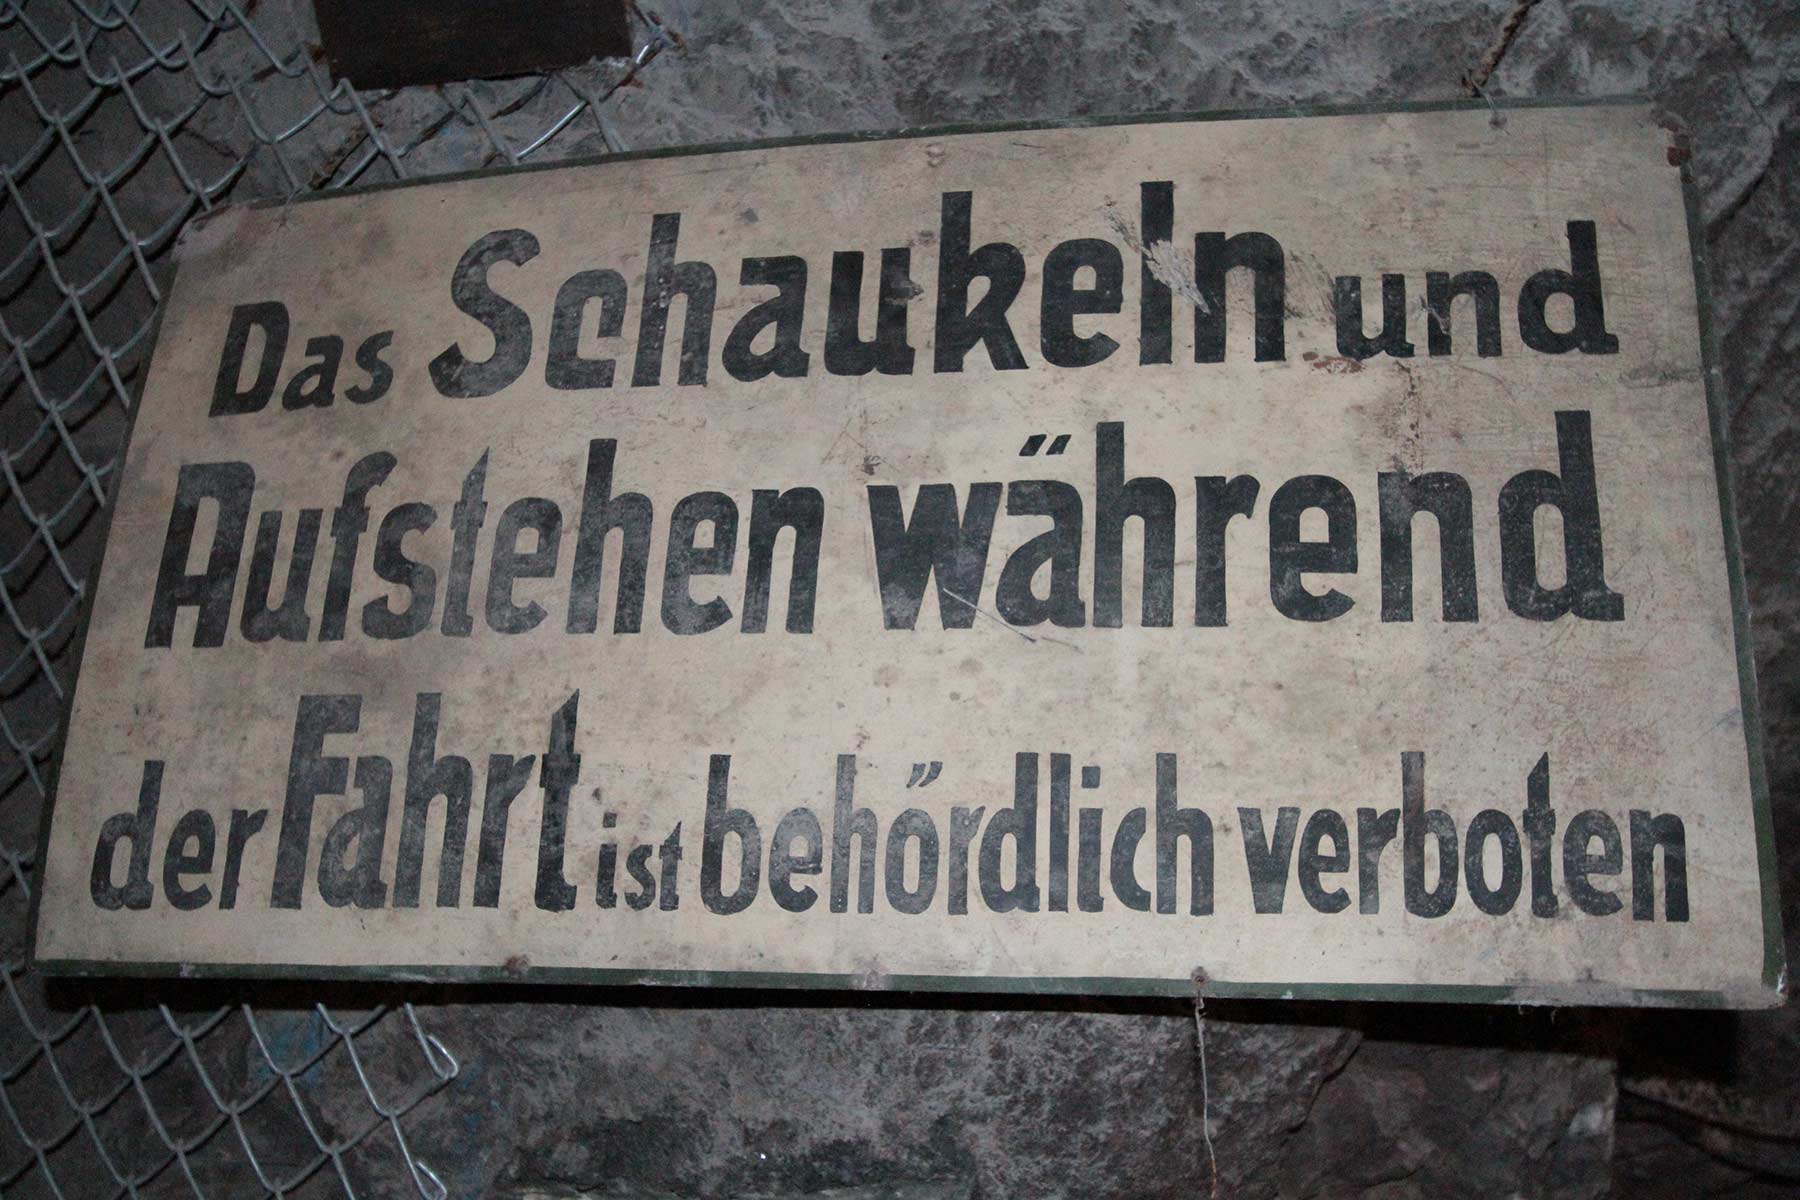 Das Schaukeln und
Aufstehen während
der Fahrt ist behördlich verboten